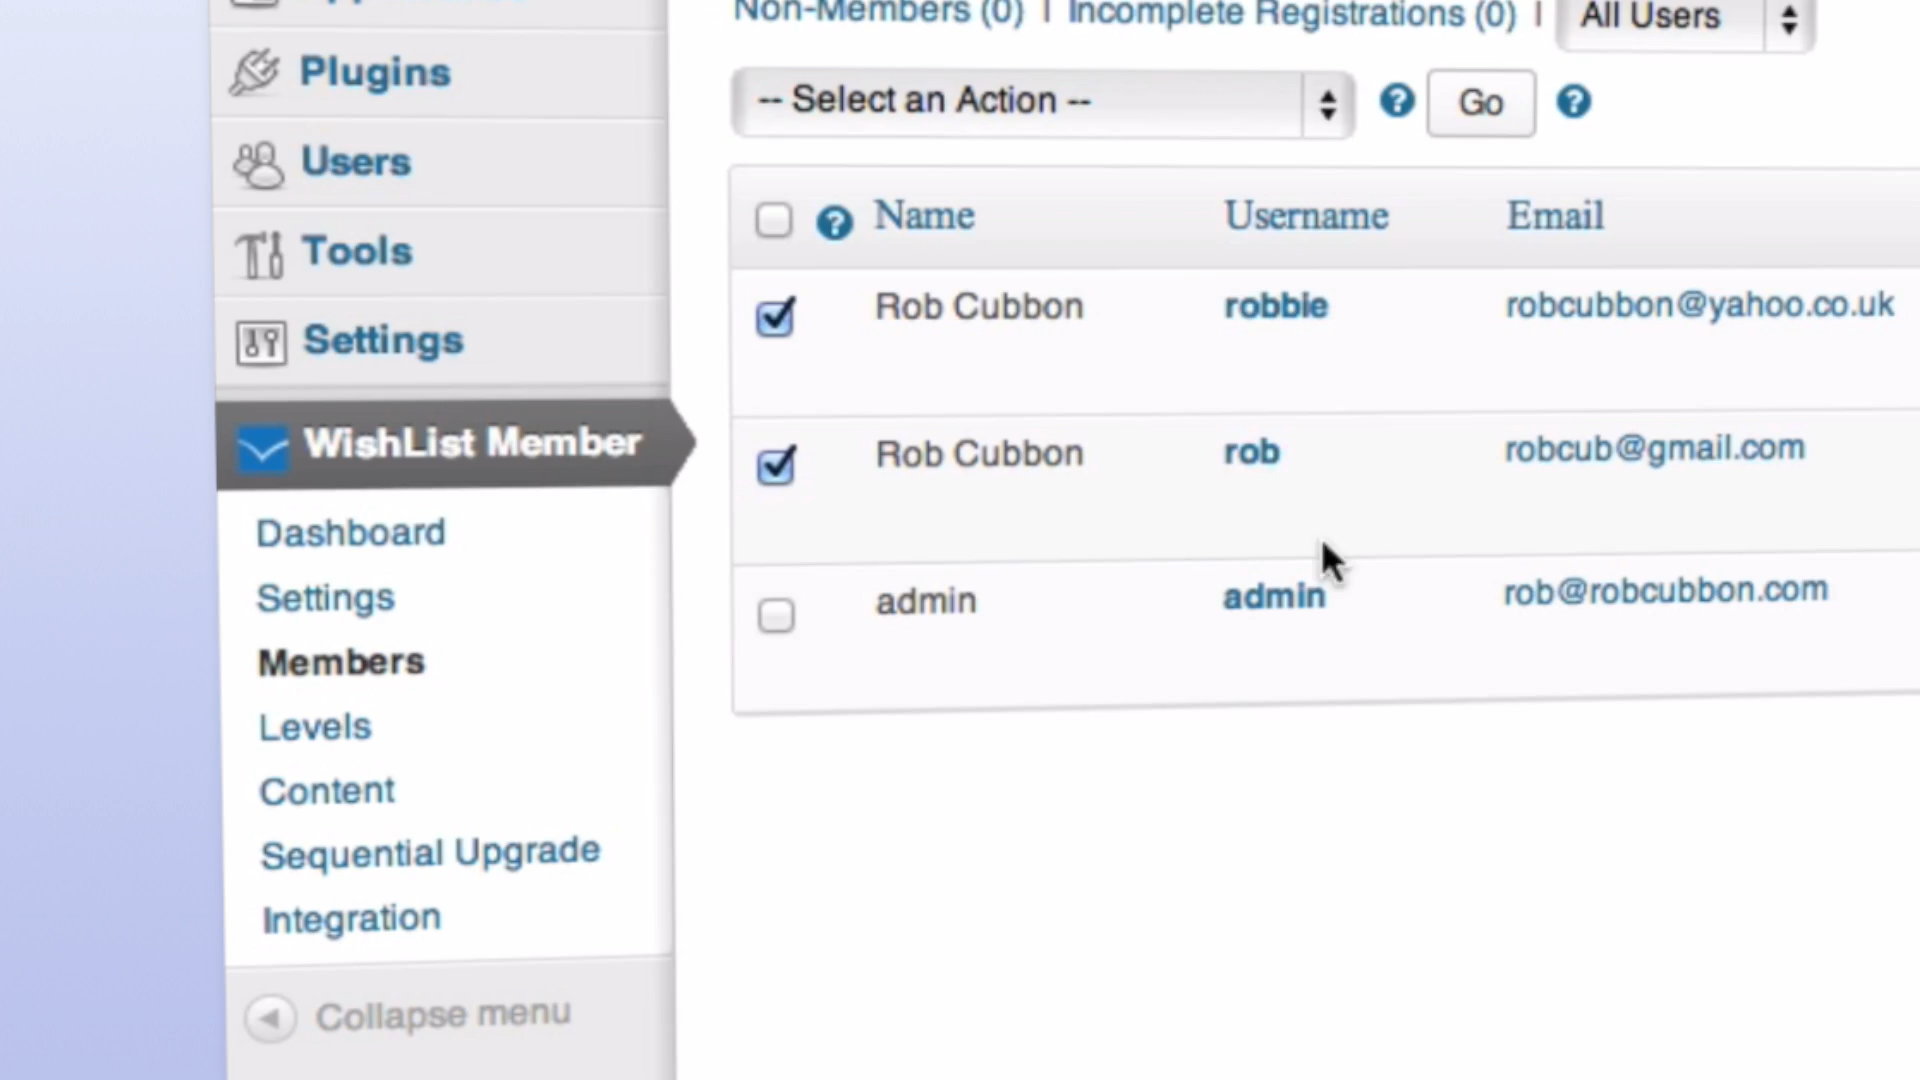 Non-Members (0) | Incomplete Registrations (0) | All Users
Plugins
-- Select an Action -- ? Go ?
Users
Tools
Settings
WishList Member
Dashboard
Settings
Members
Levels
Content
Sequential Upgrade
Integration
Collapse menu
? Name Username Email
Rob Cubbon robbie robcubbon@yahoo.co.uk
Rob Cubbon rob robcub@gmail.com
admin admin rob@robcubbon.com